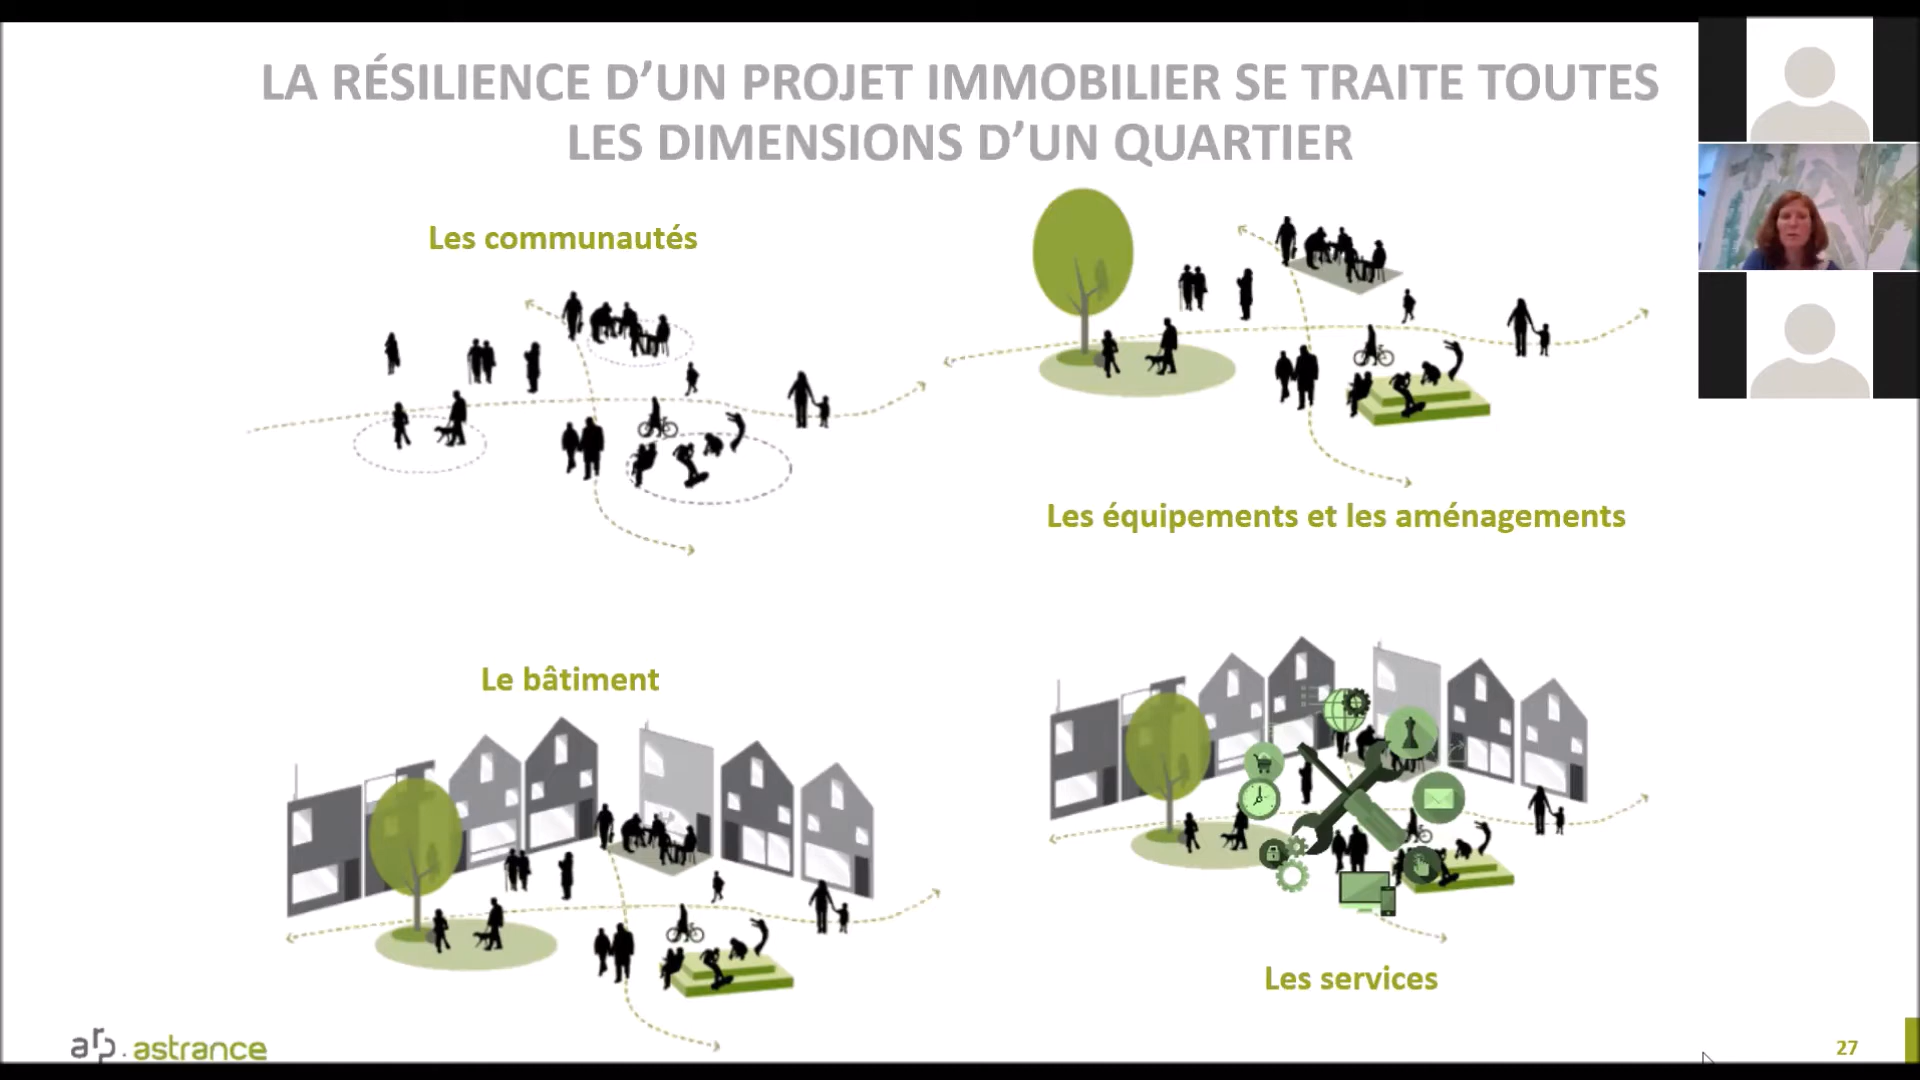 LA RÉSILIENCE D’UN PROJET IMMOBILIER SE TRAITE TOUTES
LES DIMENSIONS D’UN QUARTIER
Les communautés
Les équipements et les aménagements
Le bâtiment
Les services
arp. astrance
27